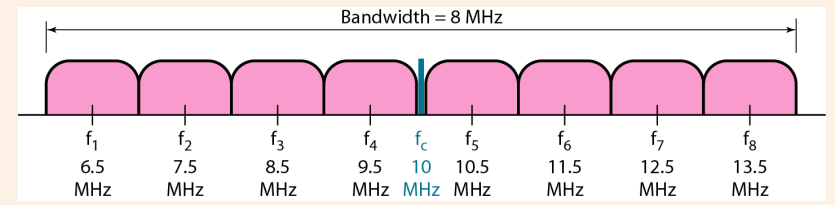 Bandwidth = 8 MHz
f1 f2 f3 f4 fc f5 f6 f7 f8
6.5 7.5 8.5 9.5 10 10.5 11.5 12.5 13.5
MHz MHz MHz MHz MHz MHz MHz MHz MHz